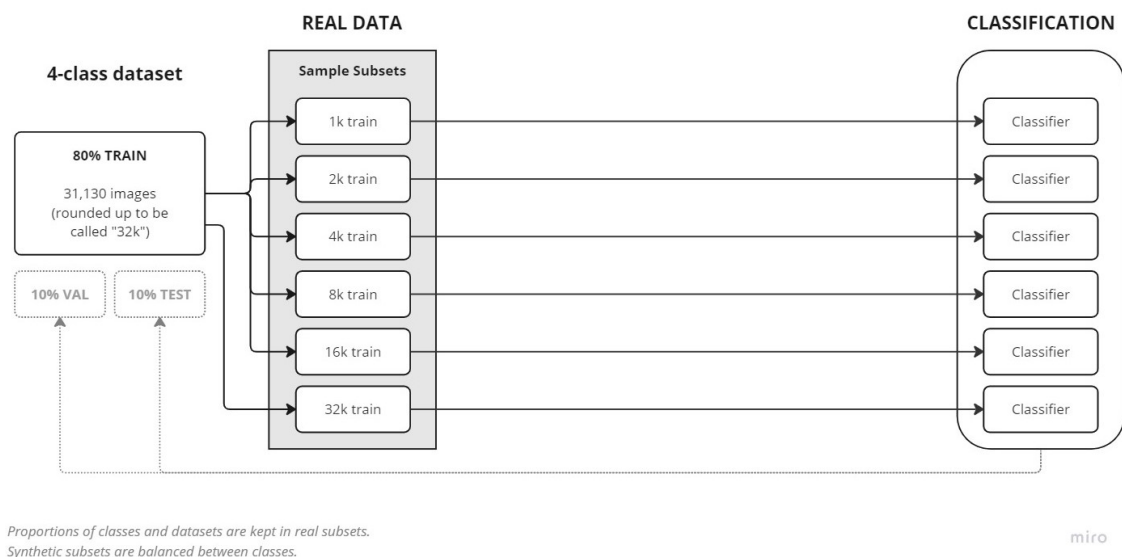 REAL DATA
CLASSIFICATION
4-class dataset
Sample Subsets
1k train
Classifier
80% TRAIN
31,130 images
(rounded up to be
called "32k")
2k train
Classifier
4k train
Classifier
10% VAL
10% TEST
8k train
Classifier
16k train
Classifier
32k train
Classifier
Proportions of classes and datasets are kept in real subsets.
Synthetic subsets are balanced between classes.
miro